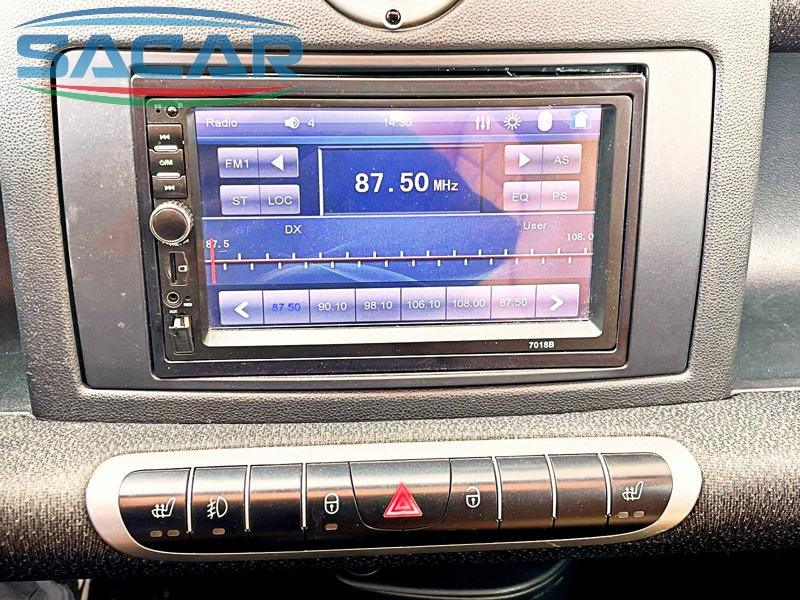 SACAR
Radio 4 14:30
FM1 AS
87.50 MHz
ST LOC EQ PS
ST DX User
87.5 108.0
87.50 90.10 98.10 106.10 108.00 87.50
7018B
AUX